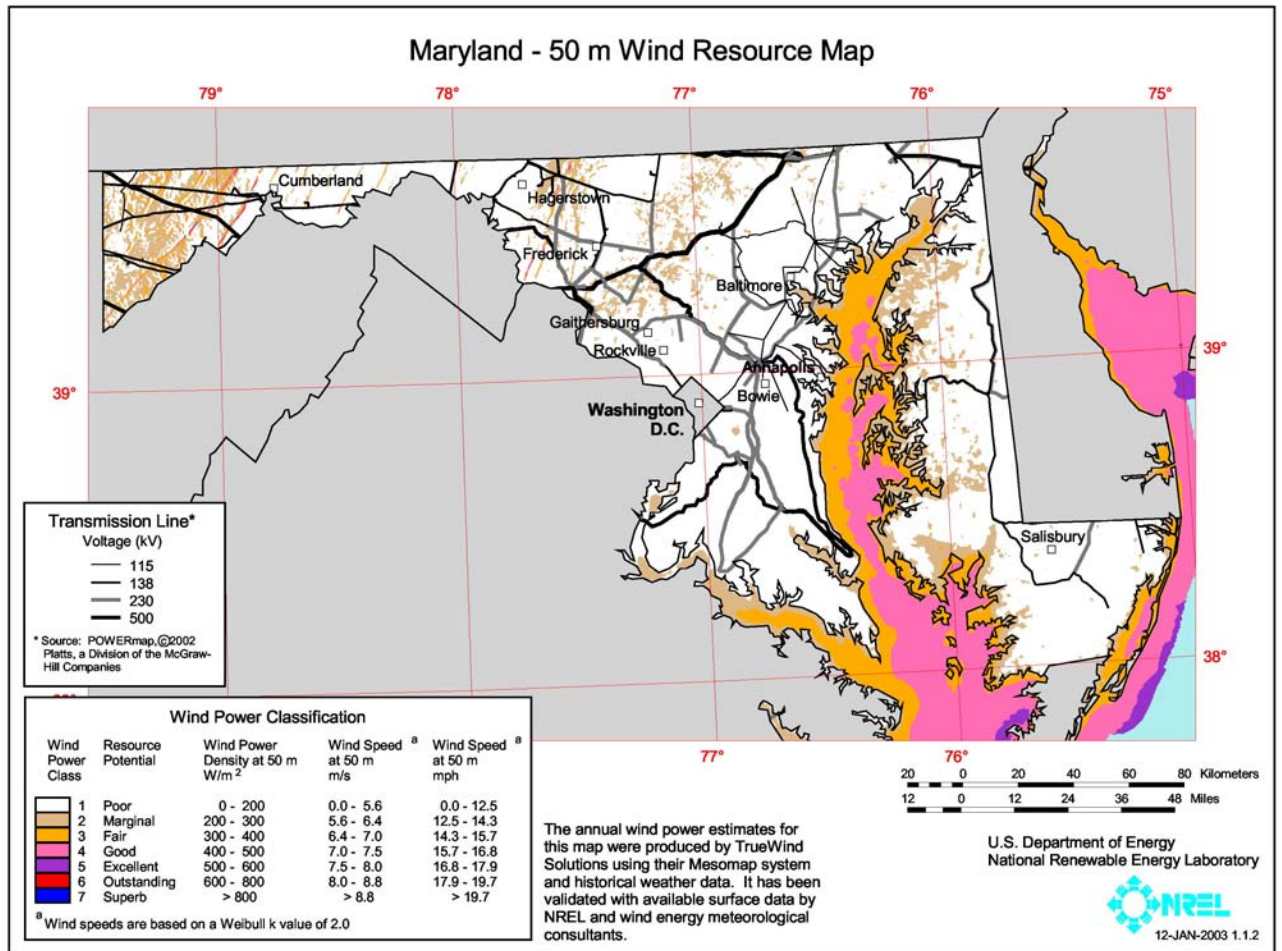 Maryland - 50 m Wind Resource Map
79°
78°
77°
76°
75°
Cumberland
Hagerstown
Frederick
Baltimore
Gaithersburg
Rockville
39°
Annapolis
39°
Bowie
Washington
D.C.
Salisbury
38°
Transmission Line*
Voltage (kV)
115
138
230
500
* Source: POWERmap, ©2002
Platts, a Division of the McGraw-
Hill Companies
77°
76°
Wind Power Classification
Wind Power Class
Resource Potential
Wind Power Density at 50 m W/m 2
Wind Speed a at 50 m m/s
Wind Speed a at 50 m mph
1 Poor 0 - 200 0.0 - 5.6 0.0 - 12.5
2 Marginal 200 - 300 5.6 - 6.4 12.5 - 14.3
3 Fair 300 - 400 6.4 - 7.0 14.3 - 15.7
4 Good 400 - 500 7.0 - 7.5 15.7 - 16.8
5 Excellent 500 - 600 7.5 - 8.0 16.8 - 17.9
6 Outstanding 600 - 800 8.0 - 8.8 17.9 - 19.7
7 Superb > 800 > 8.8 > 19.7
a Wind speeds are based on a Weibull k value of 2.0
20 0 20 40 60 80 Kilometers
12 0 12 24 36 48 Miles
The annual wind power estimates for
this map were produced by TrueWind
Solutions using their Mesomap system
and historical weather data. It has been
validated with available surface data by
NREL and wind energy meteorological
consultants.
U.S. Department of Energy
National Renewable Energy Laboratory
NREL
12-JAN-2003 1.1.2